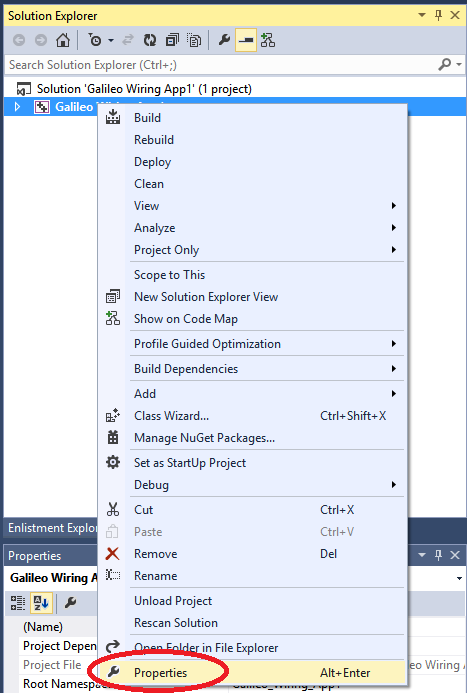 Solution Explorer
Search Solution Explorer (Ctrl+;)
Solution 'Galileo Wiring App1' (1 project)
Galileo
Build
Rebuild
Deploy
Clean
View
Analyze
Project Only
Scope to This
New Solution Explorer View
Show on Code Map
Profile Guided Optimization
Build Dependencies
Add
Class Wizard... Ctrl+Shift+X
Manage NuGet Packages...
Set as StartUp Project
Debug
Cut Ctrl+X
Paste Ctrl+V
Remove Del
Rename
Unload Project
Rescan Solution
Open Folder in File Explorer
Properties Alt+Enter
Enlistment Explor
Properties
Galileo Wiring A
(Name)
Project Depen
Project File Wiring A
Root Namespac